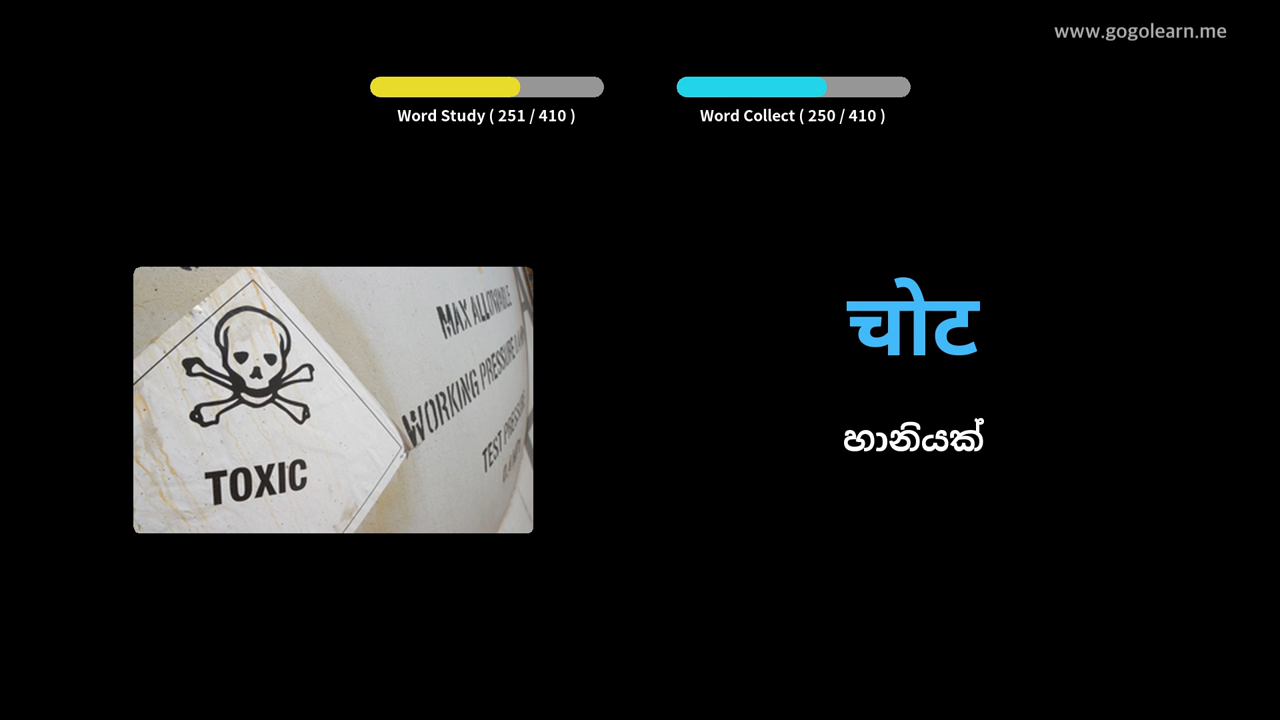 www.gogolearn.me
Word Study ( 251 / 410 )
Word Collect ( 250 / 410 )
MAX ALLOWABLE
WORKING PRESSURE
TEST PRESSURE
TOXIC
चोट
හානියක්